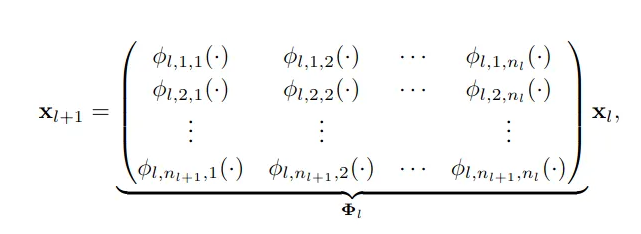 ϕ_{l,1,1}(·) ϕ_{l,1,2}(·) ⋯ ϕ_{l,1,n_l}(·)
ϕ_{l,2,1}(·) ϕ_{l,2,2}(·) ⋯ ϕ_{l,2,n_l}(·)
𝐱_{l+1} = ( ⋮ ⋮ ⋮ ) 𝐱_l,
ϕ_{l,n_{l+1},1}(·) ϕ_{l,n_{l+1},2}(·) ⋯ ϕ_{l,n_{l+1},n_l}(·)
𝚽_l